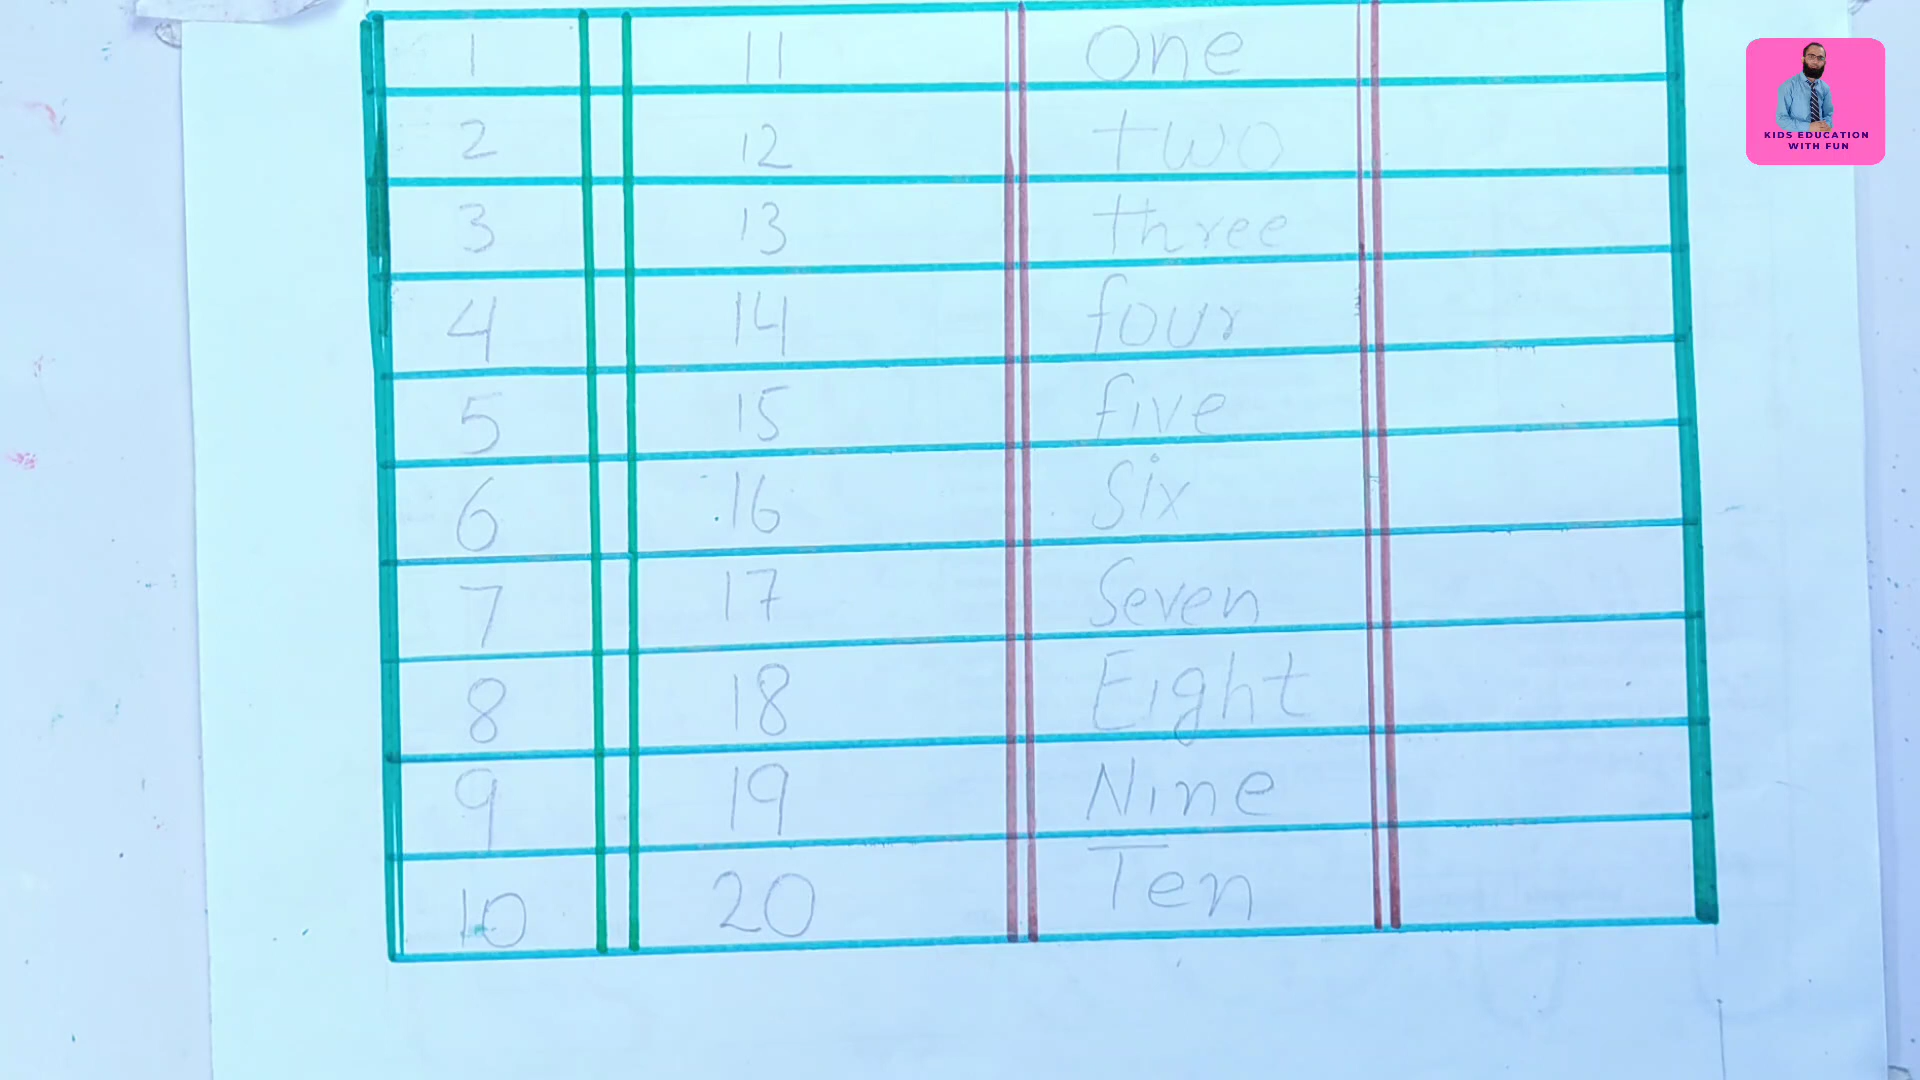 1 11 One
2 12 two
3 13 three
4 14 four
5 15 five
6 16 Six
7 17 Seven
8 18 Eight
9 19 Nine
10 20 Ten
KIDS EDUCATION
WITH FUN